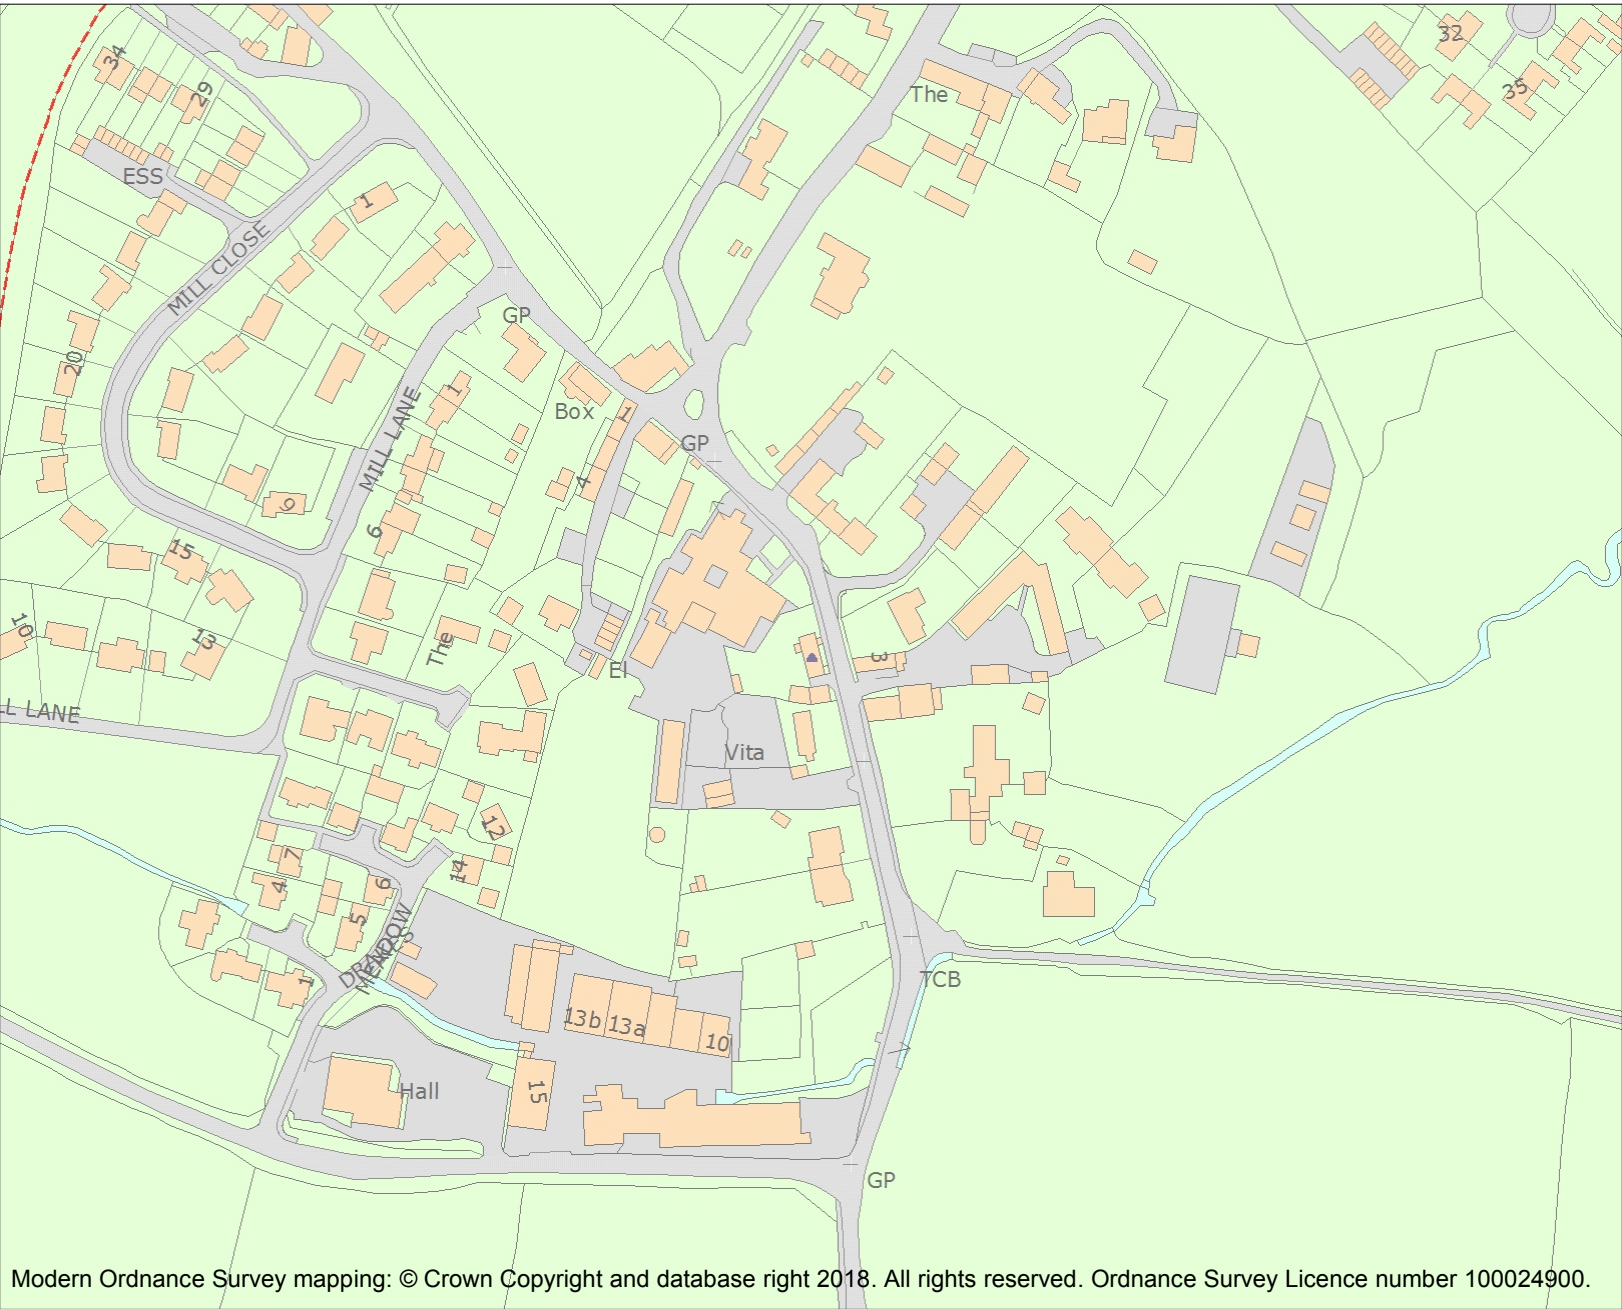 34
32
29
35
The
ESS
1
MILL CLOSE
GP
20
1
MILL LANE
Box
1
GP
4
9
6
15
10
13
The
El
3
LL LANE
Vita
12
7
14
4
6
5
DRAKES
MEADOW
1
TCB
13b
13a
10
Hall
15
GP
Modern Ordnance Survey mapping: © Crown Copyright and database right 2018. All rights reserved. Ordnance Survey Licence number 100024900.